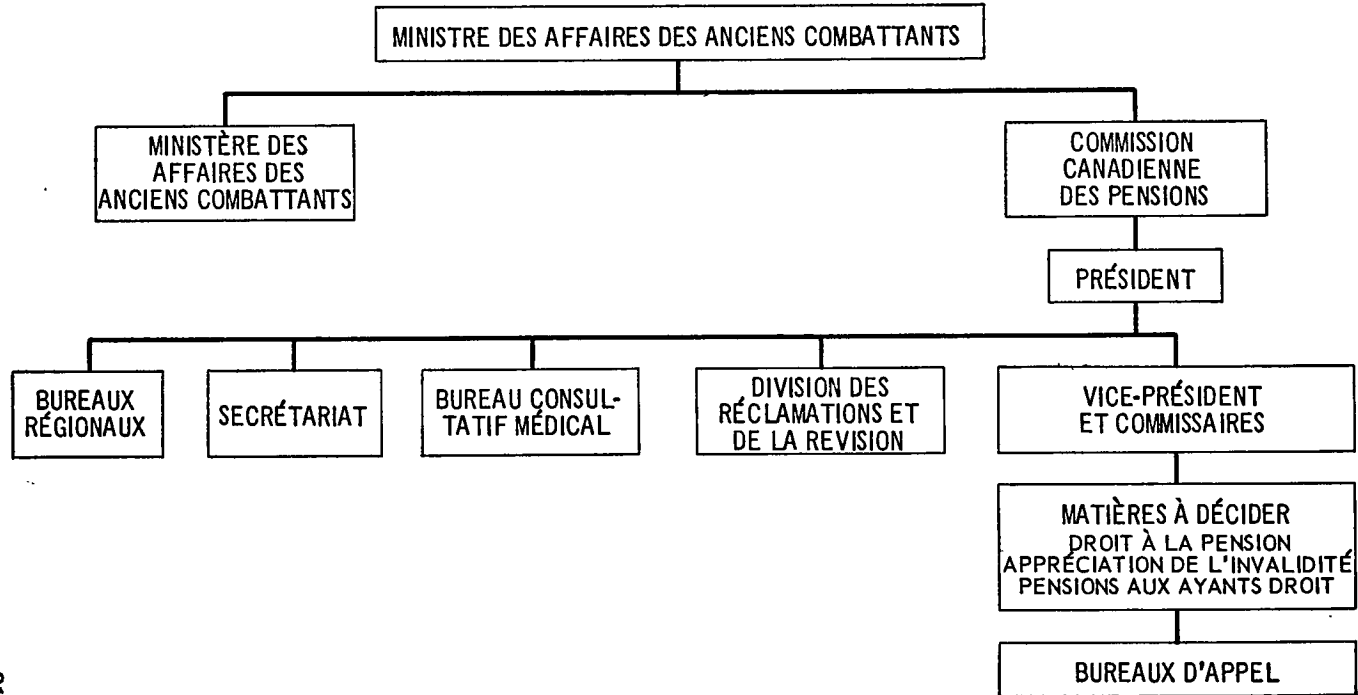 MINISTRE DES AFFAIRES DES ANCIENS COMBATTANTS
MINISTÈRE DES
AFFAIRES DES
ANCIENS COMBATTANTS
COMMISSION
CANADIENNE
DES PENSIONS
PRÉSIDENT
BUREAUX
RÉGIONAUX
SECRÉTARIAT
BUREAU CONSUL-
TATIF MÉDICAL
DIVISION DES
RÉCLAMATIONS ET
DE LA REVISION
VICE-PRÉSIDENT
ET COMMISSAIRES
MATIÈRES À DÉCIDER
DROIT À LA PENSION
APPRÉCIATION DE L'INVALIDITÉ
PENSIONS AUX AYANTS DROIT
BUREAUX D'APPEL